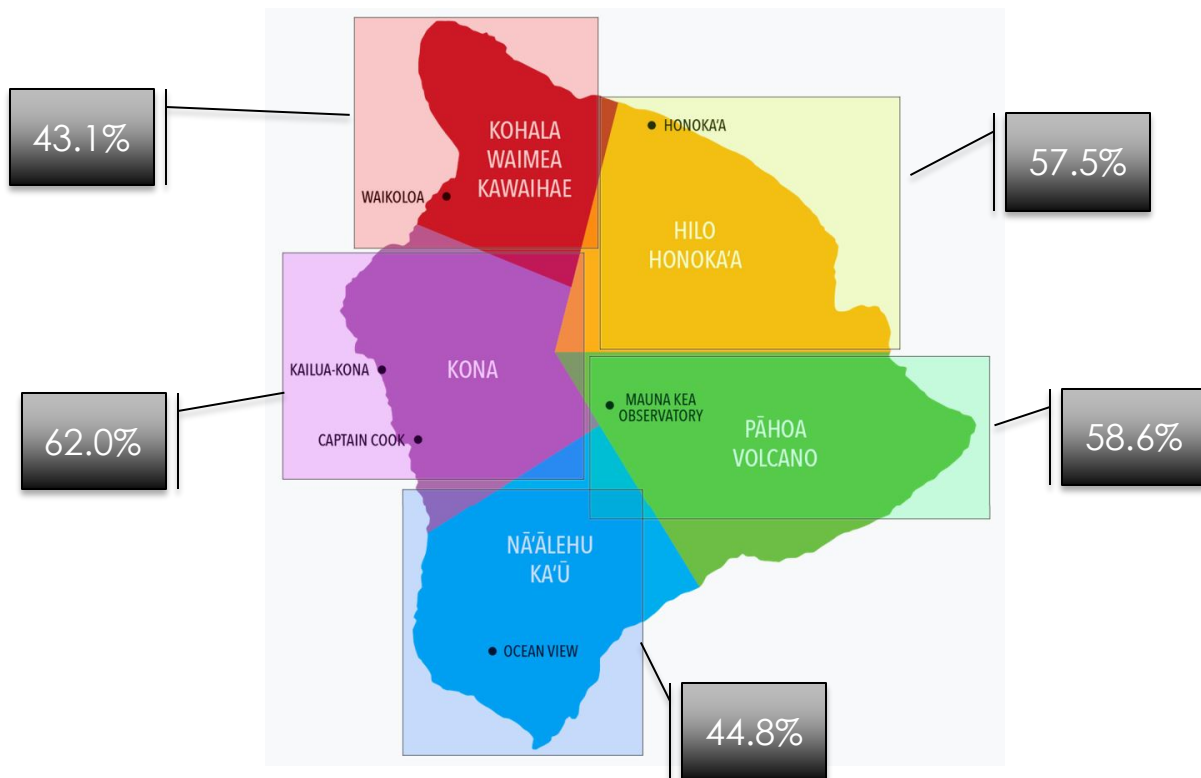 43.1%
KOHALA
WAIMEA
KAWAIHAE
WAIKOLOA
HONOKA'A
57.5%
HILO
HONOKA'A
KAILUA-KONA
KONA
CAPTAIN COOK
62.0%
MAUNA KEA
OBSERVATORY
PĀHOA
VOLCANO
58.6%
NĀ'ĀLEHU
KA'Ū
OCEAN VIEW
44.8%